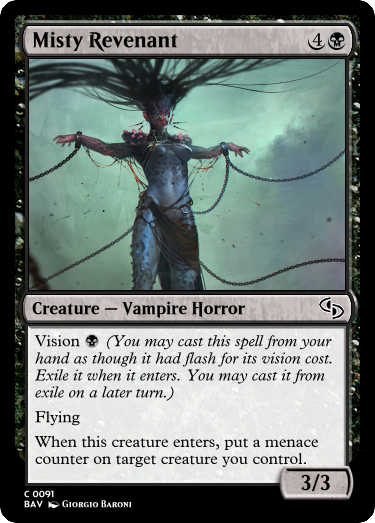 Misty Revenant 4
Creature — Vampire Horror
Vision (You may cast this spell from your
hand as though it had flash for its vision cost.
Exile it when it enters. You may cast it from
exile on a later turn.)
Flying
When this creature enters, put a menace
counter on target creature you control.
3/3
C 0091
BAV Giorgio Baroni